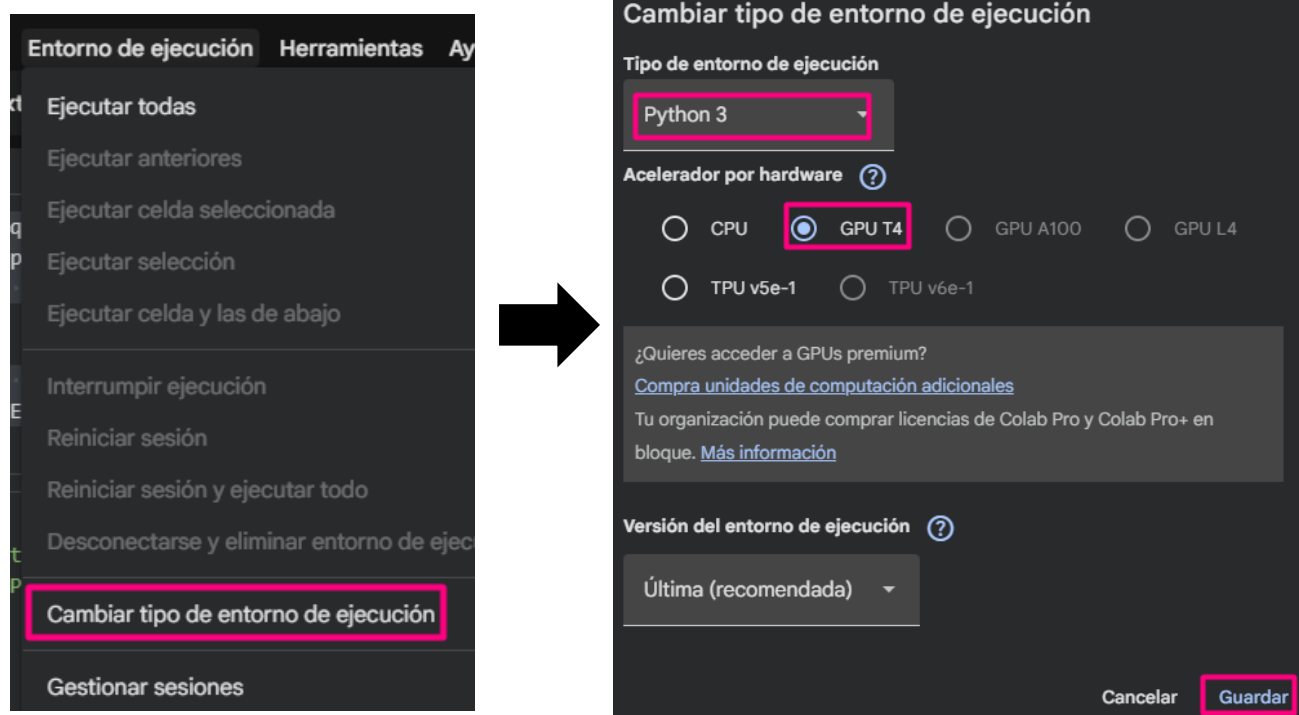 Entorno de ejecución Herramientas Ay
Ejecutar todas
Ejecutar anteriores
Ejecutar celda seleccionada
Ejecutar selección
Ejecutar celda y las de abajo
Interrumpir ejecución
Reiniciar sesión
Reiniciar sesión y ejecutar todo
Desconectarse y eliminar entorno de ejec
Cambiar tipo de entorno de ejecución
Gestionar sesiones
Cambiar tipo de entorno de ejecución
Tipo de entorno de ejecución
Python 3
Acelerador por hardware ?
CPU GPU T4 GPU A100 GPU L4
TPU v5e-1 TPU v6e-1
¿Quieres acceder a GPUs premium?
Compra unidades de computación adicionales
Tu organización puede comprar licencias de Colab Pro y Colab Pro+ en
bloque. Más información
Versión del entorno de ejecución ?
Última (recomendada)
Cancelar Guardar